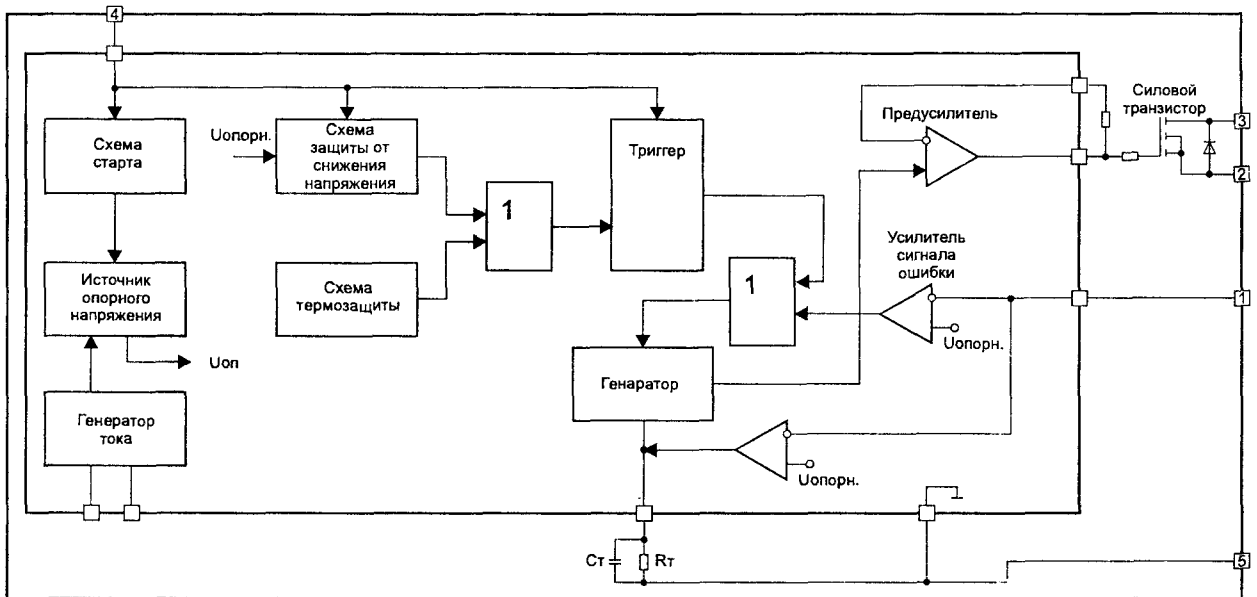 4
Силовой
транзистор
Предусилитель
3
Схема
старта
Uопорн.
Схема
защиты от
снижения
напряжения
Триггер
2
1
Усилитель
сигнала
ошибки
Источник
опорного
напряжения
Схема
термозащиты
1
1
Uопорн.
Uоп
Генаратор
Генератор
тока
Uопорн.
Cт
Rт
5